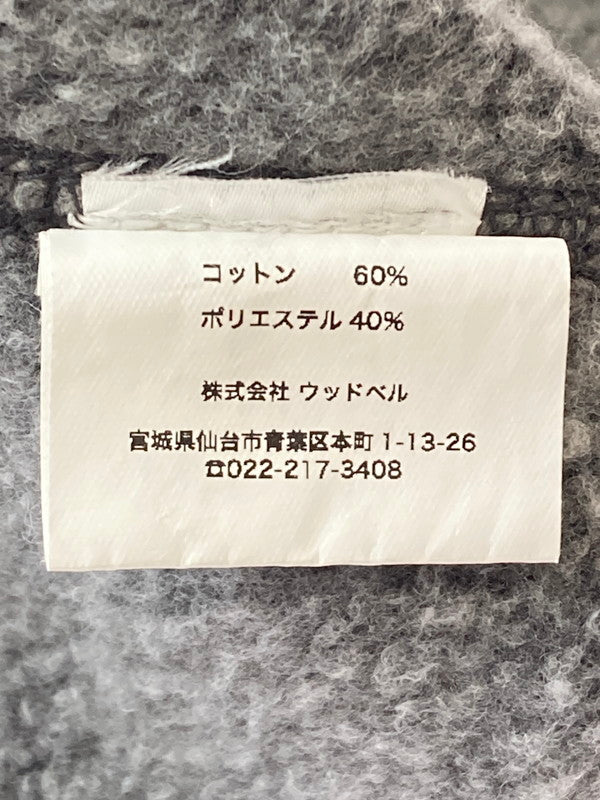 コットン 60%
ポリエステル 40%
株式会社 ウッドベル
宮城県仙台市青葉区本町 1-13-26
☎022-217-3408